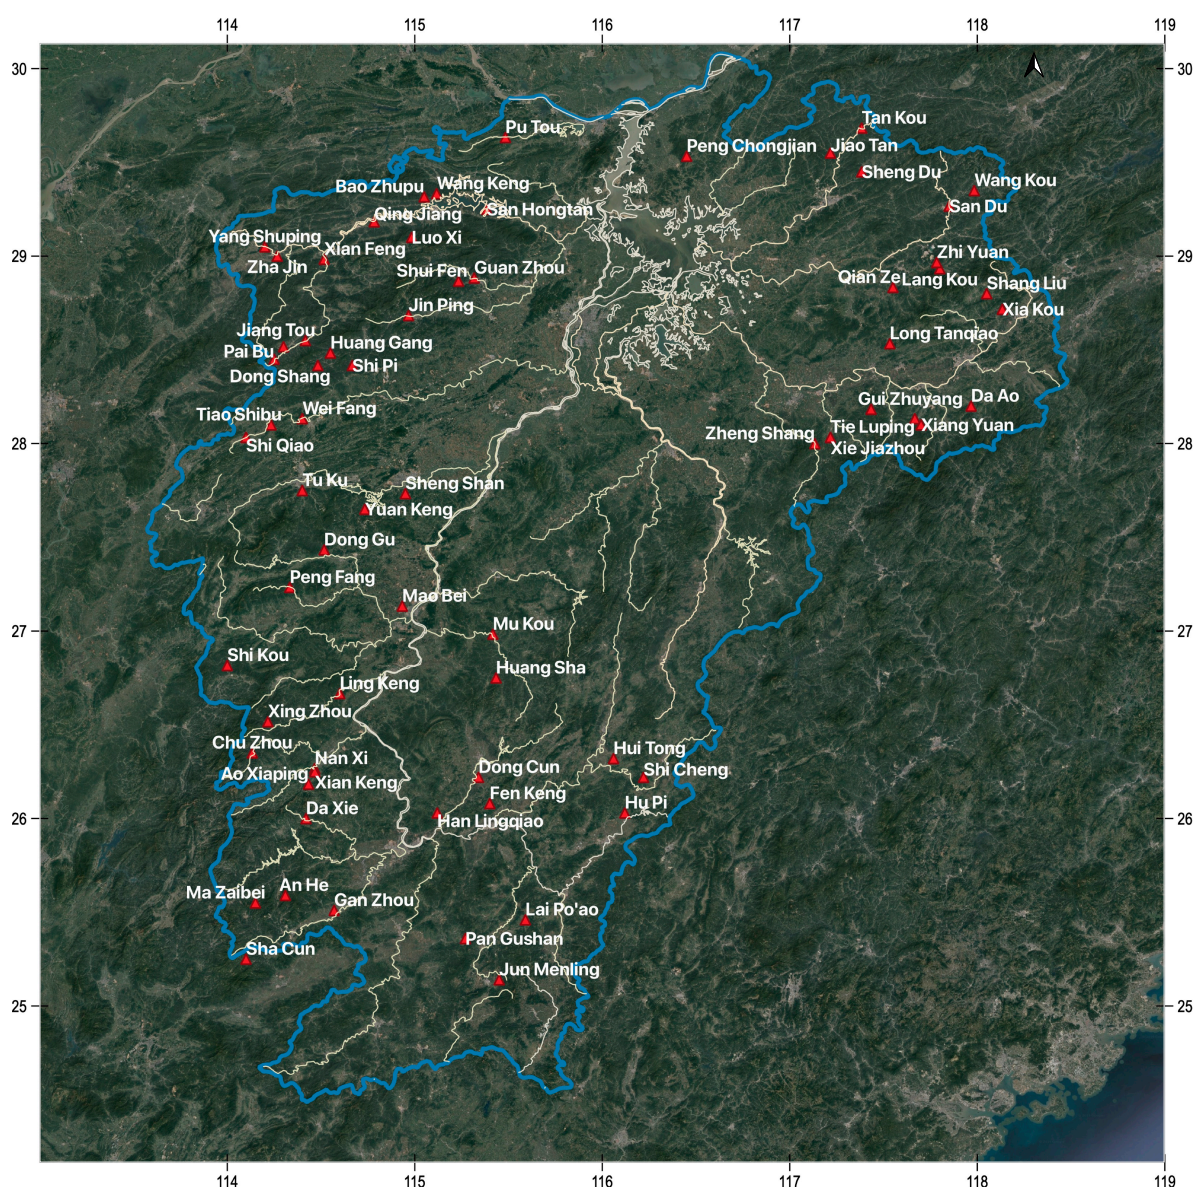 114 115 116 117 118 119
30 30
Tan Kou
Pu Tou
Peng Chongjian Jiao Tan
Sheng Du
Bao Zhupu Wang Keng Wang Kou
Qing Jiang San Hongtan San Du
Yang Shuping Xian Feng Luo Xi
29 29
Zha Jin Shui Fen Guan Zhou Zhi Yuan
Qian Ze Lang Kou Shang Liu
Jin Ping Xia Kou
Jiang Tou Huang Gang Long Tanqiao
Pai Bu Shi Pi
Dong Shang
Tiao Shibu Wei Fang Gui Zhuyang Da Ao
Zheng Shang Tie Luping Xiang Yuan
28 28
Shi Qiao Xie Jiazhou
Tu Ku Sheng Shan
Yuan Keng
Dong Gu
Peng Fang
Mao Bei
27 27
Mu Kou
Shi Kou Huang Sha
Ling Keng
Xing Zhou
Chu Zhou Nan Xi Hui Tong
Ao Xiaping Xian Keng Dong Cun Shi Cheng
Da Xie Fen Keng Hu Pi
26 26
Han Lingqiao
Ma Zaibei An He
Gan Zhou Lai Po'ao
Sha Cun Pan Gushan
Jun Menling
25 25
114 115 116 117 118 119